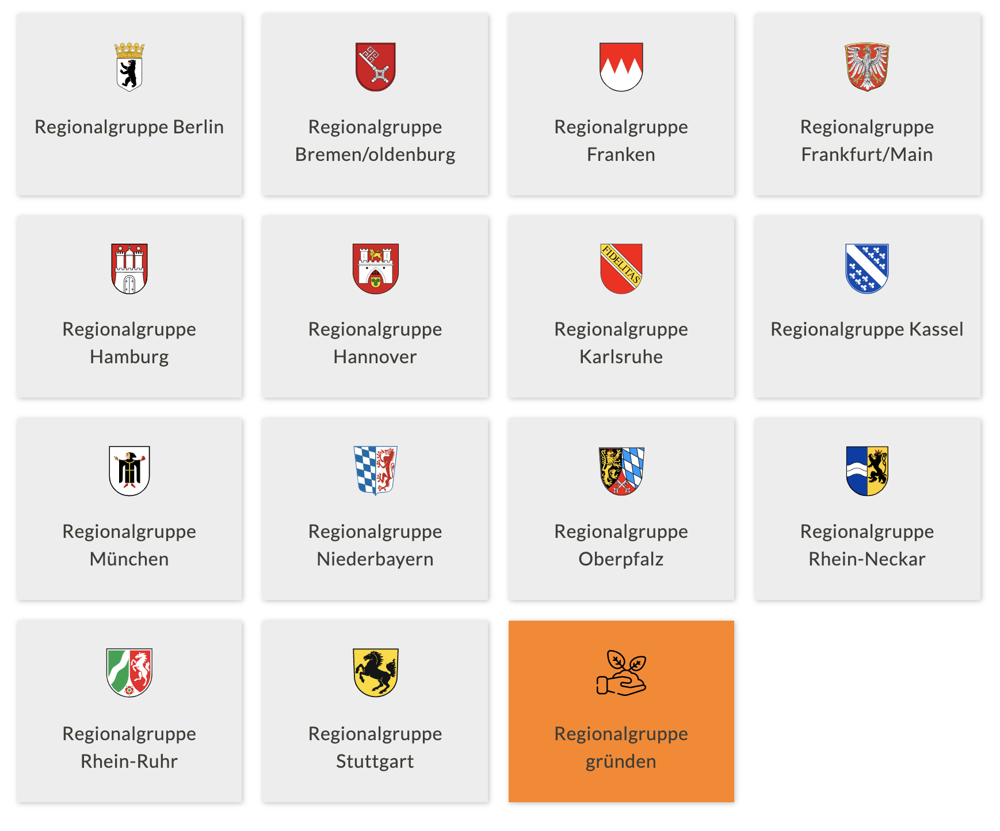 Regionalgruppe Berlin
Regionalgruppe
Bremen/oldenburg
Regionalgruppe
Franken
Regionalgruppe
Frankfurt/Main
Regionalgruppe
Hamburg
Regionalgruppe
Hannover
FIDELITAS
Regionalgruppe
Karlsruhe
Regionalgruppe Kassel
Regionalgruppe
München
Regionalgruppe
Niederbayern
Regionalgruppe
Oberpfalz
Regionalgruppe
Rhein-Neckar
Regionalgruppe
Rhein-Ruhr
Regionalgruppe
Stuttgart
Regionalgruppe
gründen